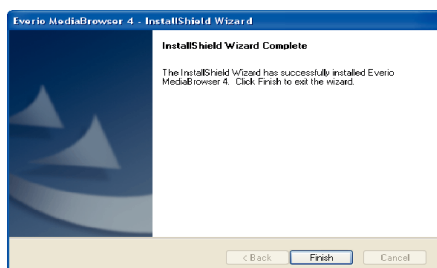 Everio MediaBrowser 4 - InstallShield Wizard
InstallShield Wizard Complete
The InstallShield Wizard has successfully installed Everio
MediaBrowser 4. Click Finish to exit the wizard.
< Back Finish Cancel